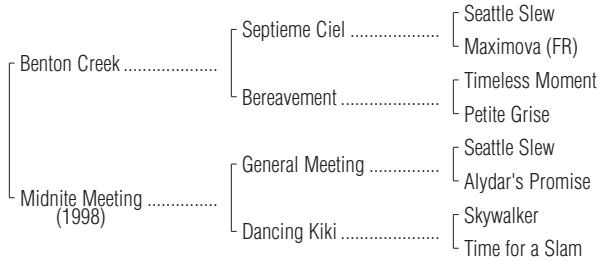 Seattle Slew
Septieme Ciel ...................
Maximova (FR)
Benton Creek ....................
Timeless Moment
Bereavement .....................
Petite Grise
Seattle Slew
General Meeting ...............
Alydar's Promise
Midnite Meeting ...............
(1998)
Skywalker
Dancing Kiki .....................
Time for a Slam